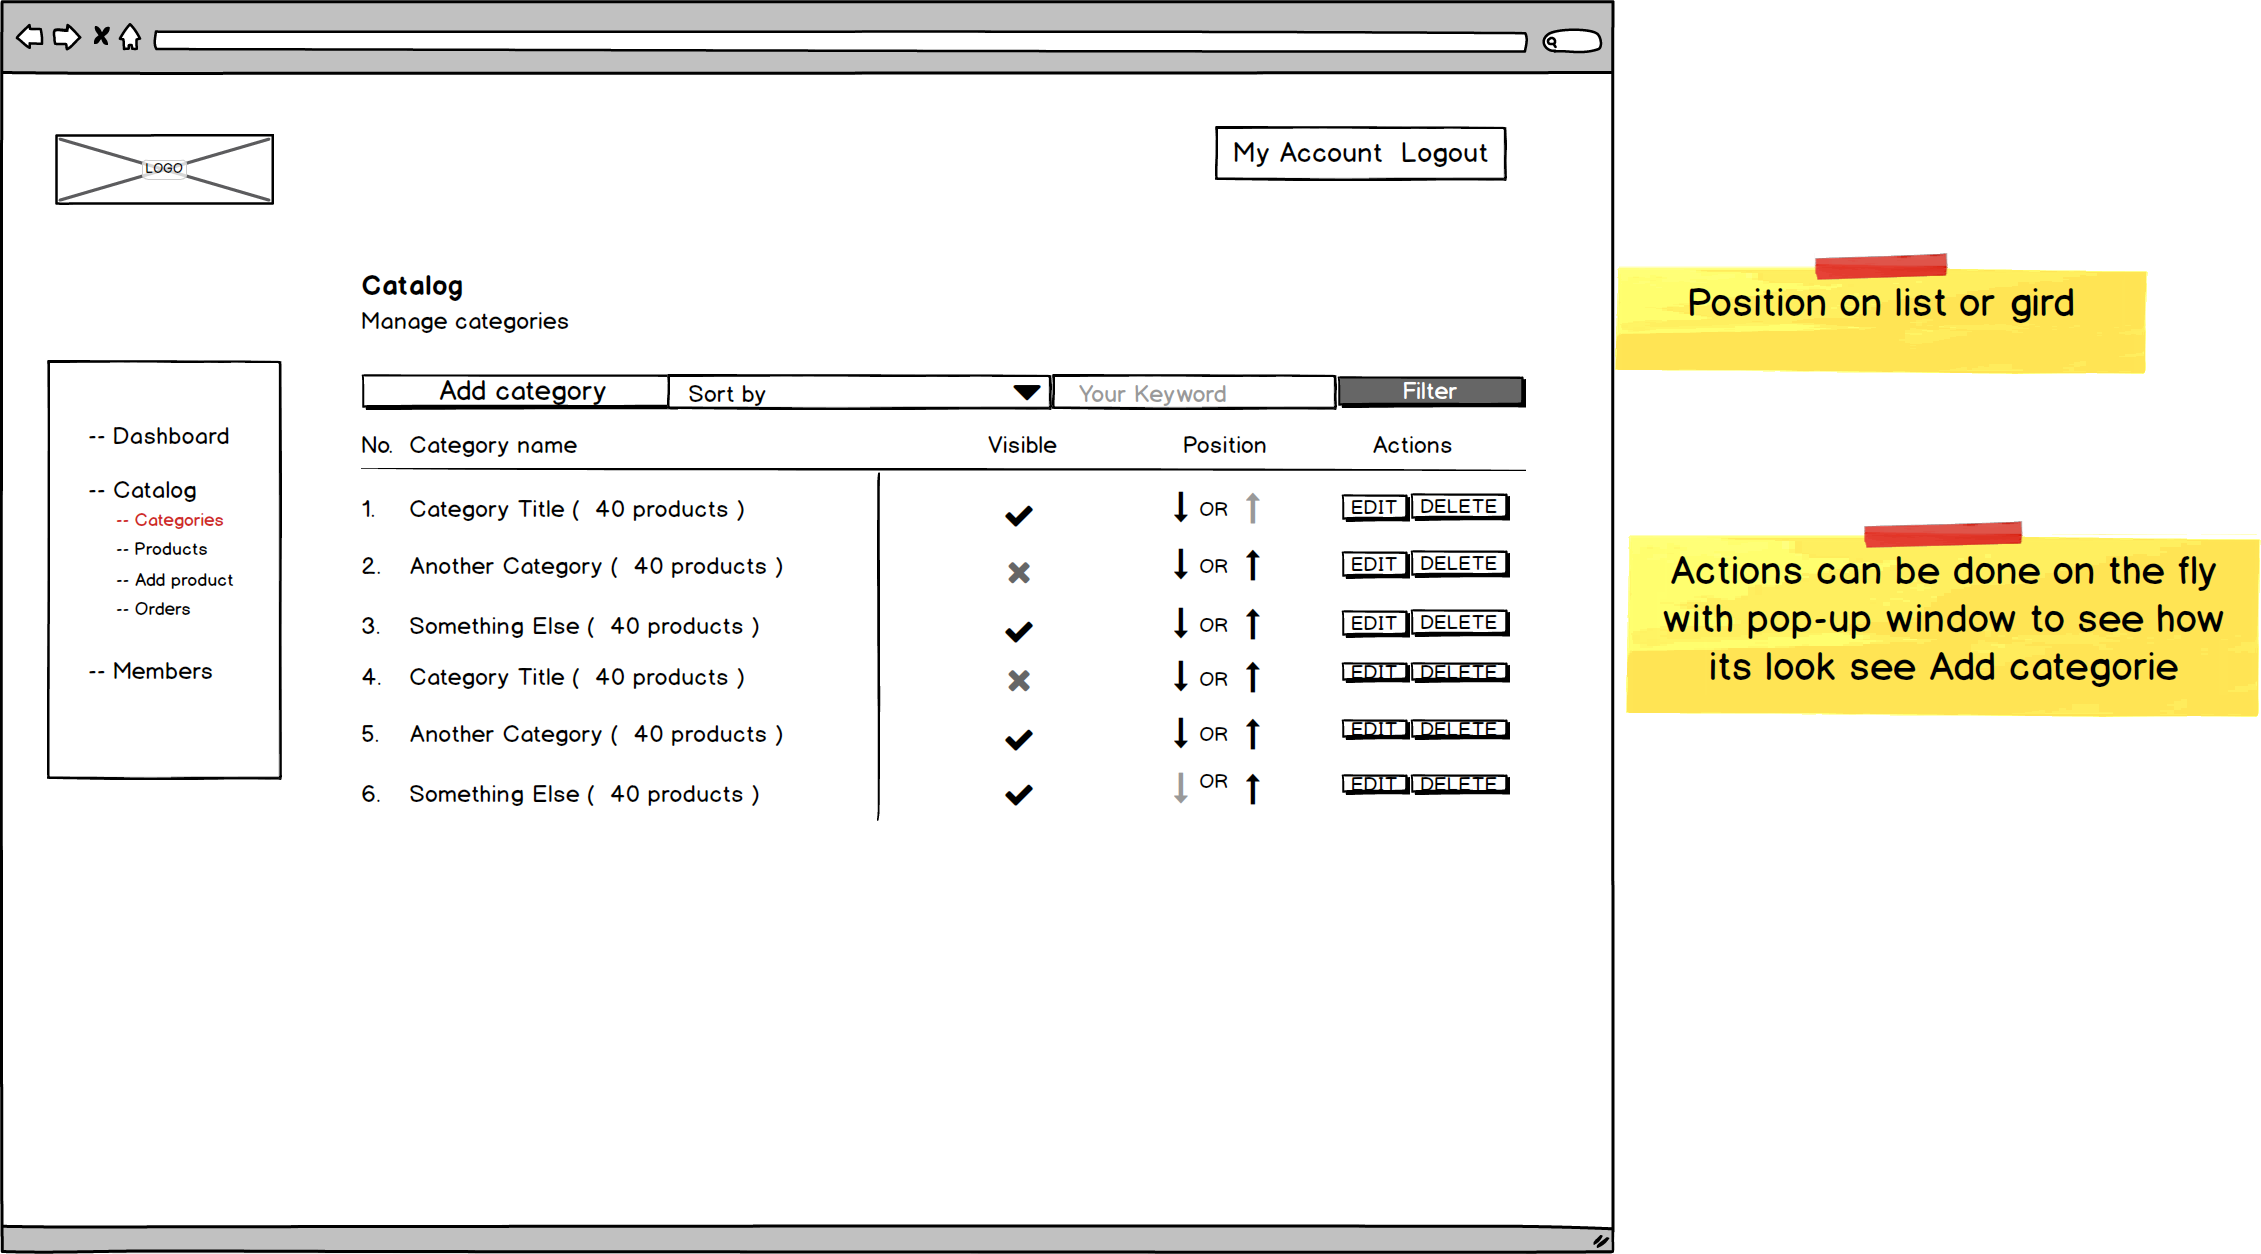 LOGO
My Account Logout
Catalog
Manage categories
Add category Sort by Your Keyword Filter
No. Category name Visible Position Actions
1. Category Title ( 40 products ) OR EDIT DELETE
2. Another Category ( 40 products ) OR EDIT DELETE
3. Something Else ( 40 products ) OR EDIT DELETE
4. Category Title ( 40 products ) OR EDIT DELETE
5. Another Category ( 40 products ) OR EDIT DELETE
6. Something Else ( 40 products ) OR EDIT DELETE
-- Dashboard
-- Catalog
-- Categories
-- Products
-- Add product
-- Orders
-- Members
Position on list or gird
Actions can be done on the fly
with pop-up window to see how
its look see Add categorie